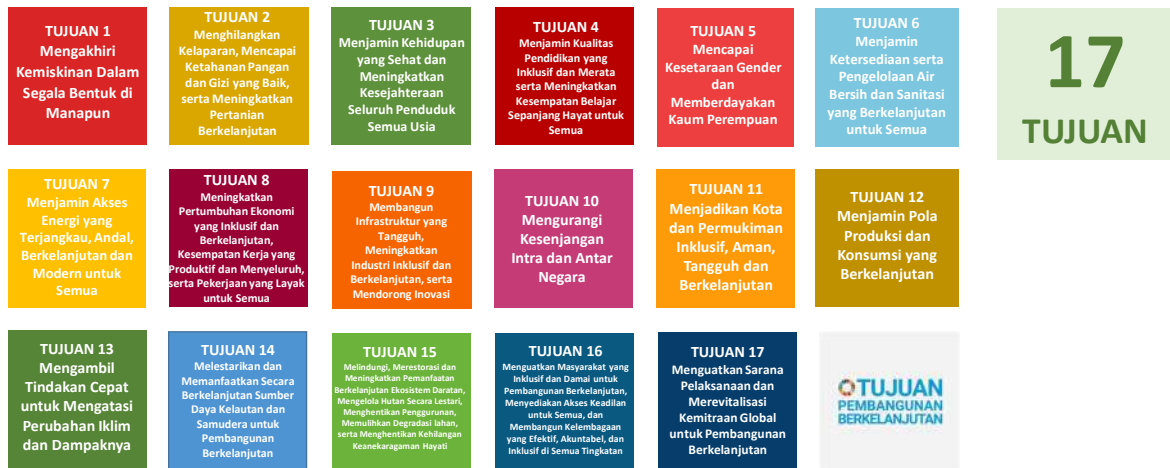 TUJUAN 1
Mengakhiri
Kemiskinan Dalam
Segala Bentuk di
Manapun
TUJUAN 2
Menghilangkan
Kelaparan, Mencapai
Ketahanan Pangan
dan Gizi yang Baik,
serta Meningkatkan
Pertanian
Berkelanjutan
TUJUAN 3
Menjamin Kehidupan
yang Sehat dan
Meningkatkan
Kesejahteraan
Seluruh Penduduk
Semua Usia
TUJUAN 4
Menjamin Kualitas
Pendidikan yang
Inklusif dan Merata
serta Meningkatkan
Kesempatan Belajar
Sepanjang Hayat untuk
Semua
TUJUAN 5
Mencapai
Kesetaraan Gender
dan
Memberdayakan
Kaum Perempuan
TUJUAN 6
Menjamin
Ketersediaan serta
Pengelolaan Air
Bersih dan Sanitasi
yang Berkelanjutan
untuk Semua
17
TUJUAN
TUJUAN 7
Menjamin Akses
Energi yang
Terjangkau, Andal,
Berkelanjutan dan
Modern untuk
Semua
TUJUAN 8
Meningkatkan
Pertumbuhan Ekonomi
yang Inklusif dan
Berkelanjutan,
Kesempatan Kerja yang
Produktif dan Menyeluruh,
serta Pekerjaan yang Layak
untuk Semua
TUJUAN 9
Membangun
Infrastruktur yang
Tangguh,
Meningkatkan
Industri Inklusif dan
Berkelanjutan, serta
Mendorong Inovasi
TUJUAN 10
Mengurangi
Kesenjangan
Intra dan Antar
Negara
TUJUAN 11
Menjadikan Kota
dan Permukiman
Inklusif, Aman,
Tangguh dan
Berkelanjutan
TUJUAN 12
Menjamin Pola
Produksi dan
Konsumsi yang
Berkelanjutan
TUJUAN 13
Mengambil
Tindakan Cepat
untuk Mengatasi
Perubahan Iklim
dan Dampaknya
TUJUAN 14
Melestarikan dan
Memanfaatkan Secara
Berkelanjutan Sumber
Daya Kelautan dan
Samudera untuk
Pembangunan
Berkelanjutan
TUJUAN 15
Melindungi, Merestorasi dan
Meningkatkan Pemanfaatan
Berkelanjutan Ekosistem Daratan,
Mengelola Hutan Secara Lestari,
Menghentikan Penggurunan,
Memulihkan Degradasi lahan,
serta Menghentikan Kehilangan
Keanekaragaman Hayati
TUJUAN 16
Menguatkan Masyarakat yang
Inklusif dan Damai untuk
Pembangunan Berkelanjutan,
Menyediakan Akses Keadilan
untuk Semua, dan
Membangun Kelembagaan
yang Efektif, Akuntabel, dan
Inklusif di Semua Tingkatan
TUJUAN 17
Menguatkan Sarana
Pelaksanaan dan
Merevitalisasi
Kemitraan Global
untuk Pembangunan
Berkelanjutan
TUJUAN
PEMBANGUNAN
BERKELANJUTAN